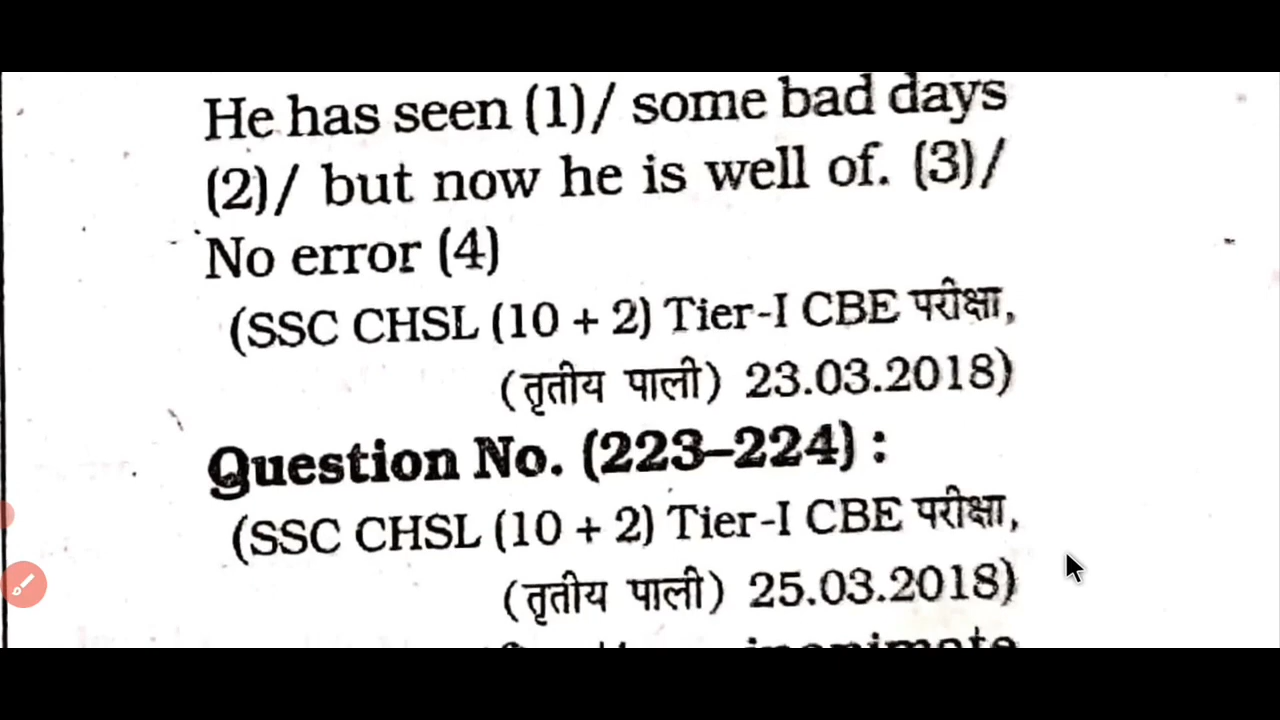 He has seen (1)/ some bad days
(2)/ but now he is well of. (3)/
No error (4)
(SSC CHSL (10 + 2) Tier-I CBE परीक्षा,
(तृतीय पाली) 23.03.2018)
Question No. (223–224) :
(SSC CHSL (10 + 2) Tier-I CBE परीक्षा,
(तृतीय पाली) 25.03.2018)
inanimate